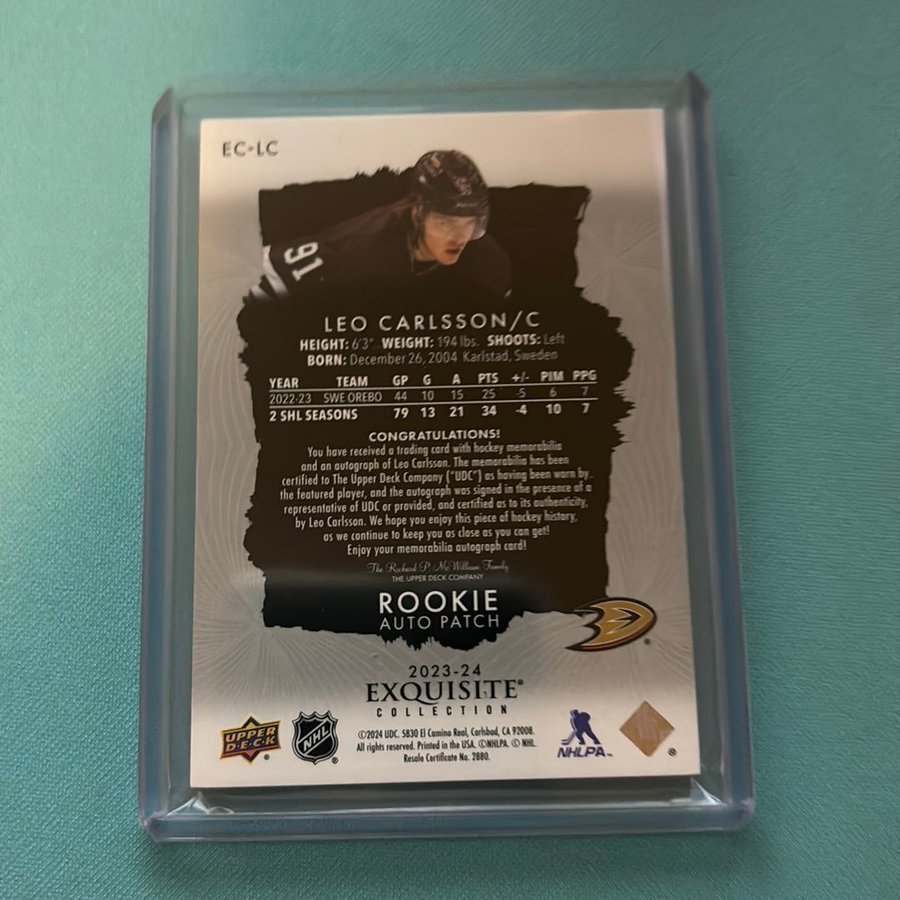 EC-LC
91
LEO CARLSSON/C
HEIGHT: 6'3" WEIGHT: 194 lbs. SHOOTS: Left
BORN: December 26, 2004 Karlstad, Sweden
YEAR TEAM GP G A PTS +/- PIM PPG
2022-23 SWE OREBO 44 10 15 25 -5 6 7
2 SHL SEASONS 79 13 21 34 -4 10 7
CONGRATULATIONS!
You have received a trading card with hockey memorabilia
and an autograph of Leo Carlsson. The memorabilia has been
certified to The Upper Deck Company ("UDC") as having been worn by
the featured player, and the autograph was signed in the presence of a
representative of UDC or provided, and certified as to its authenticity,
by Leo Carlsson. We hope you enjoy this piece of hockey history,
as we continue to keep you as close as you can get!
Enjoy your memorabilia autograph card!
The Richard P. McWilliam Family
THE UPPER DECK COMPANY
ROOKIE
AUTO PATCH
2023-24
EXQUISITE®
COLLECTION
UPPER
D·E·C·K
NHL
©2024 UDC. 5830 El Camino Real, Carlsbad, CA 92008.
All rights reserved. Printed in the USA. ©NHLPA. © NHL.
Resale Certificate No. 2880.
NHLPA™